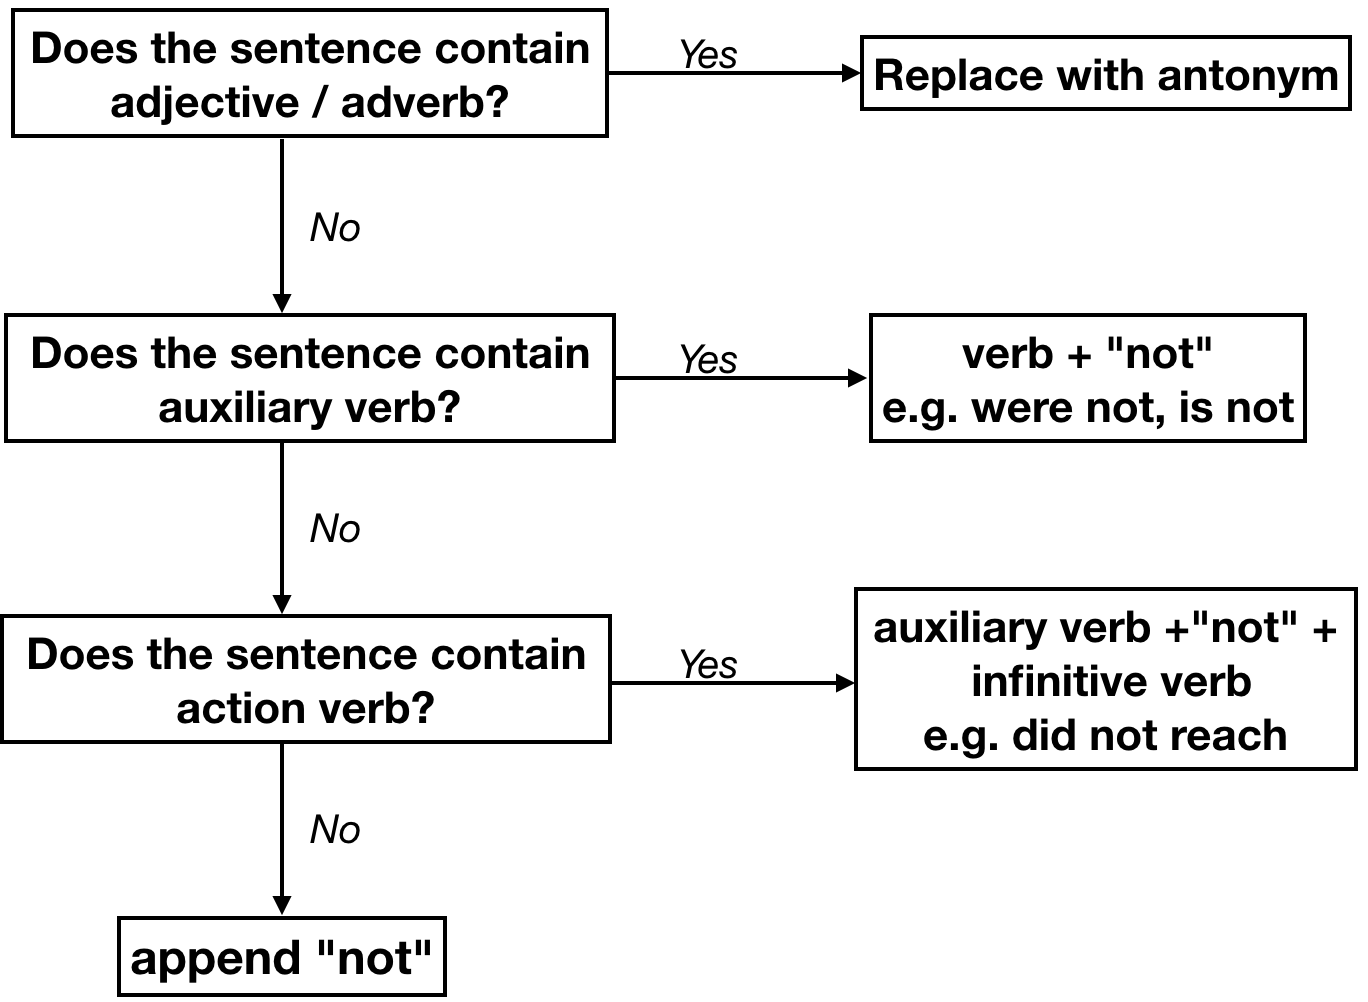 Does the sentence contain
adjective / adverb?
Yes
Replace with antonym
No
Does the sentence contain
auxiliary verb?
Yes
verb + "not"
e.g. were not, is not
No
Does the sentence contain
action verb?
Yes
auxiliary verb +"not" +
infinitive verb
e.g. did not reach
No
append "not"